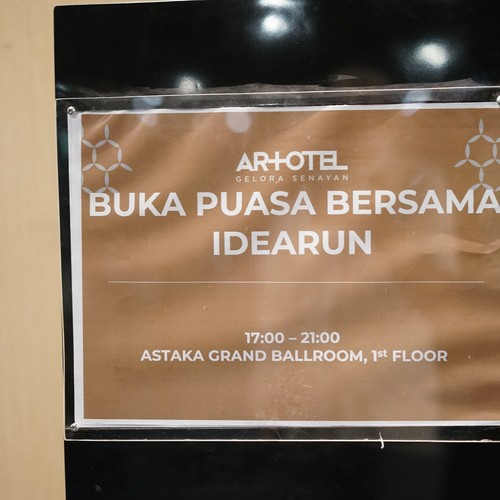 ARTOTEL
GELORA SENAYAN
BUKA PUASA BERSAMA
IDEARUN
17:00 – 21:00
ASTAKA GRAND BALLROOM, 1st FLOOR